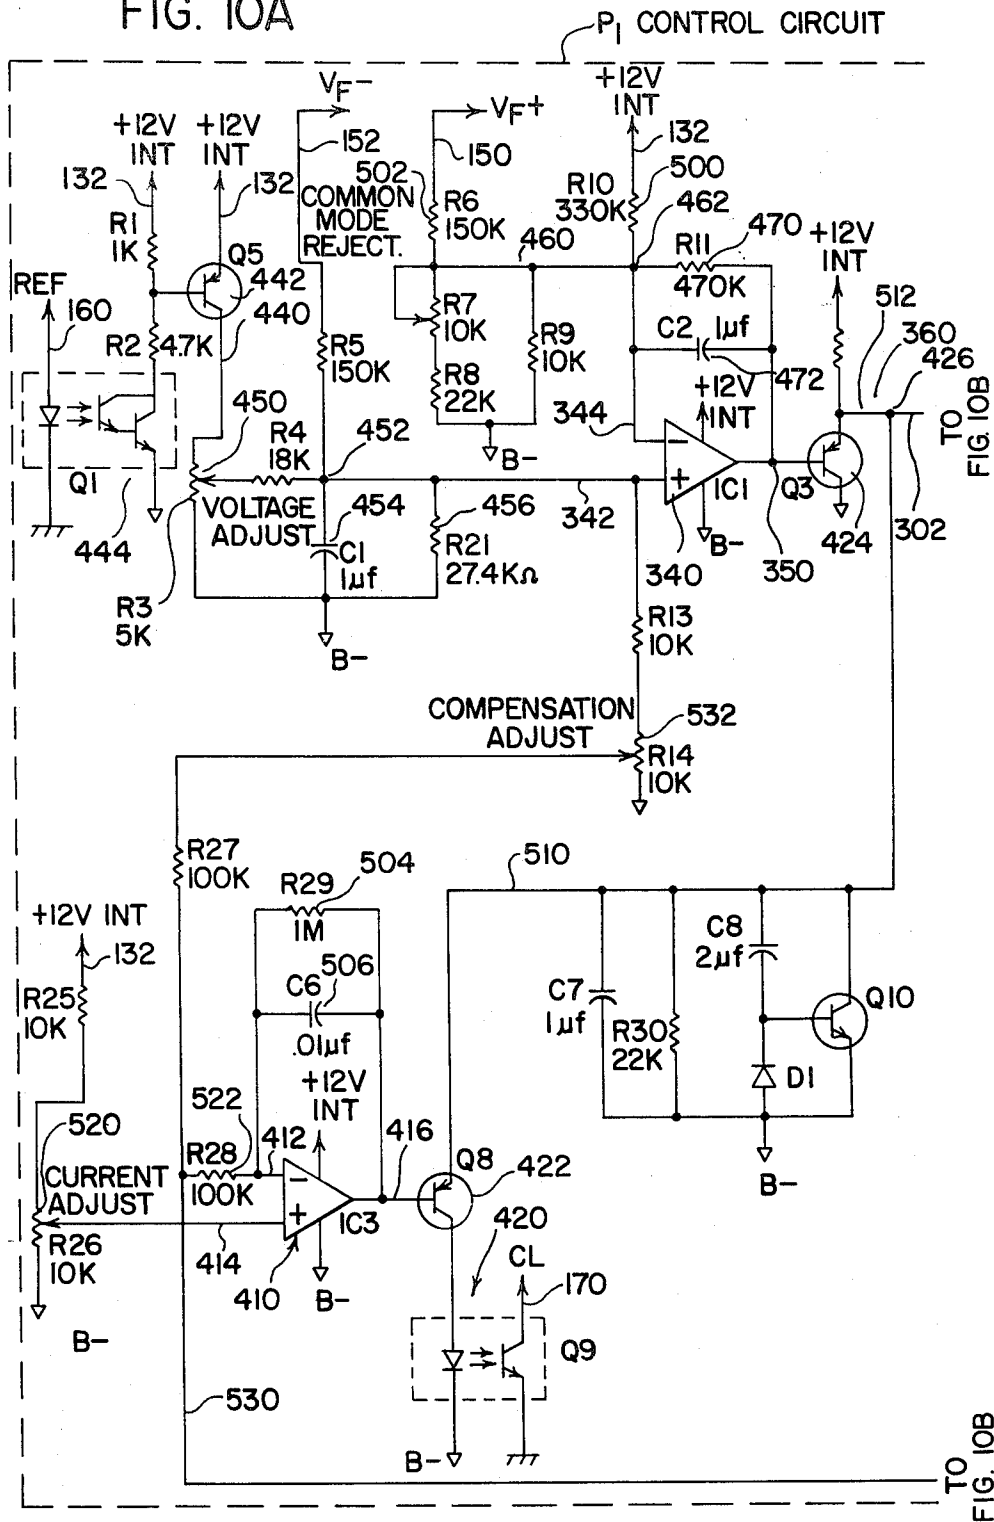 FIG. 10A
P1 CONTROL CIRCUIT
VF-
+12V
INT
VF+
+12V
INT
+12V
INT
152
150
132
132
132
502
COMMON
MODE
REJECT.
R6
150K
R10
330K
500
462
R1
1K
Q5
460
R11
470
470K
+12V
INT
REF
160
442
440
R2
4.7K
R5
150K
R7
10K
R9
10K
C2
1µf
472
512
360
426
R8
22K
+12V
INT
344
TO
FIG. 10B
450
R4
18K
452
B-
Q1
IC1
Q3
VOLTAGE
ADJUST
454
456
342
444
C1
1µf
R21
27.4KΩ
B-
340
350
424
302
R3
5K
B-
R13
10K
COMPENSATION
ADJUST
532
R14
10K
R27
100K
504
R29
1M
510
+12V INT
132
C6
506
.01µf
C8
2µf
R25
10K
C7
1µf
R30
22K
Q10
D1
+12V
INT
522
520
R28
100K
412
416
Q8
422
B-
CURRENT
ADJUST
IC3
R26
10K
414
410
B-
420
CL
170
B-
Q9
530
B-
TO
FIG. 10B